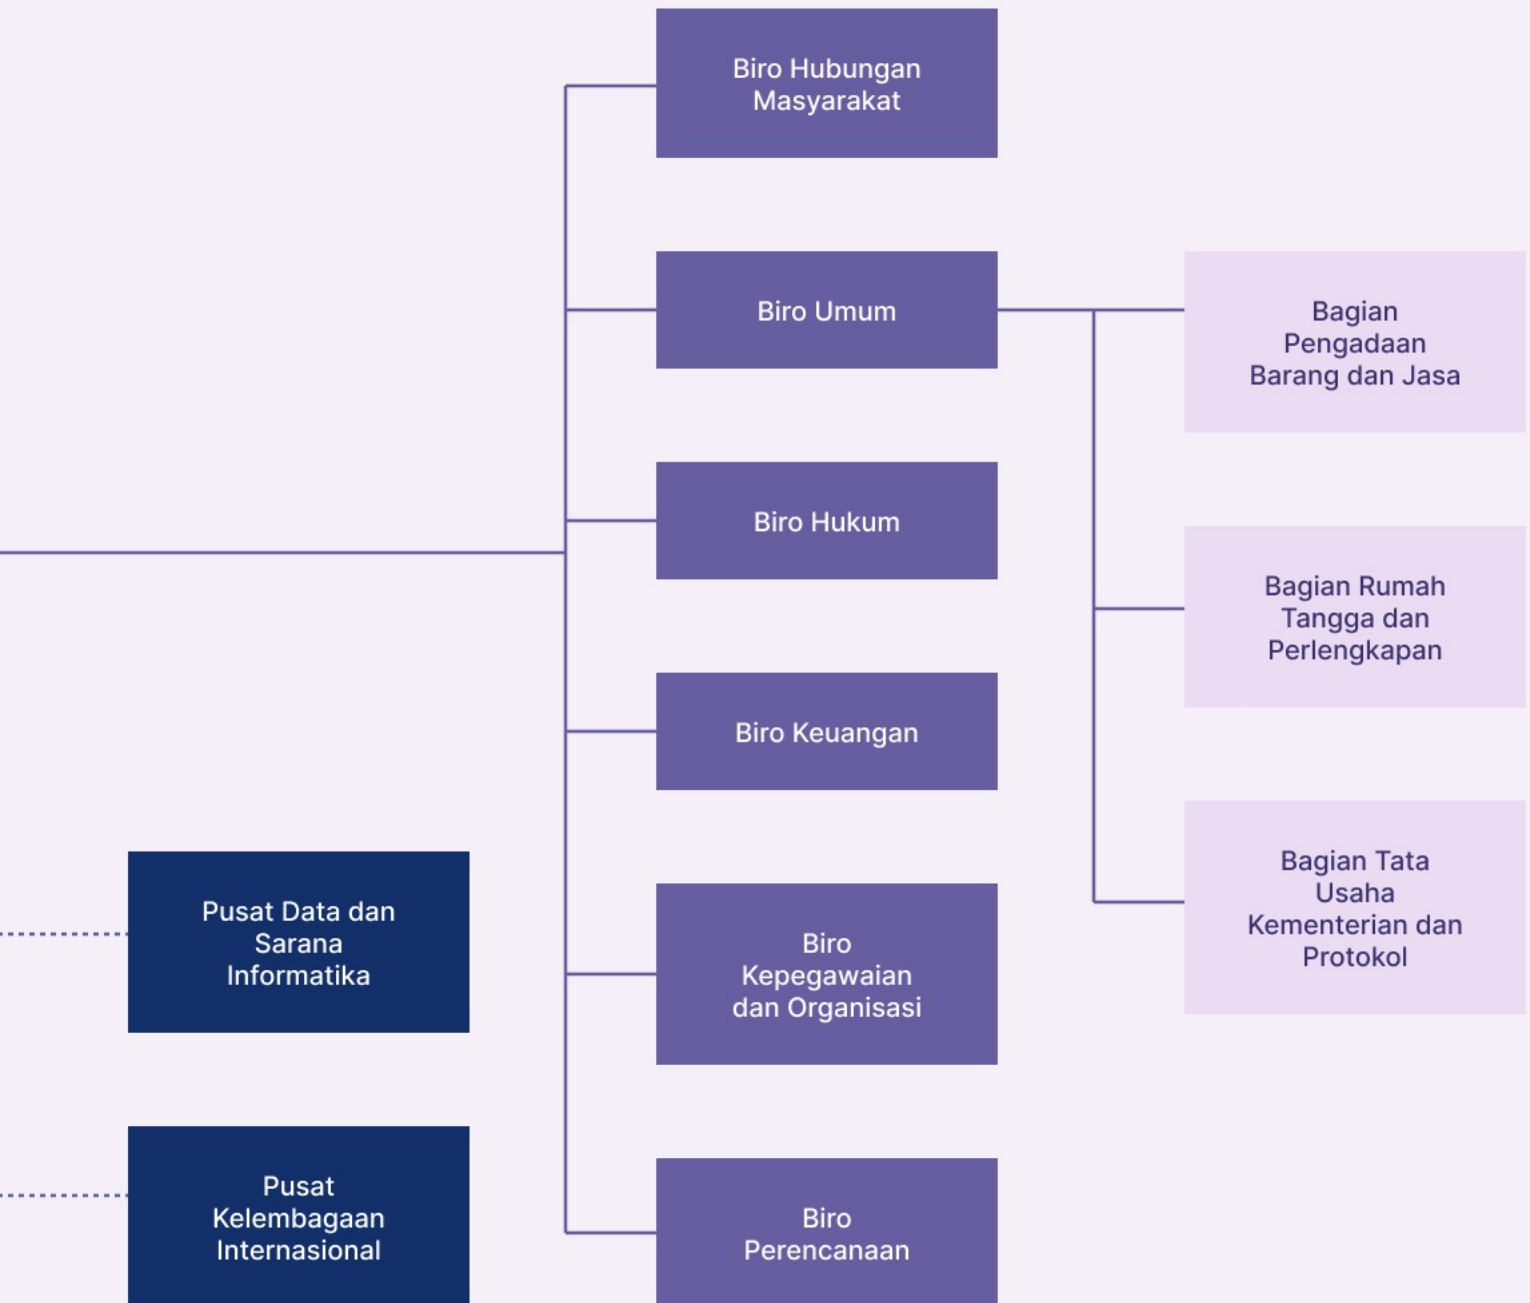 Biro Hubungan
Masyarakat
Biro Umum
Bagian
Pengadaan
Barang dan Jasa
Biro Hukum
Bagian Rumah
Tangga dan
Perlengkapan
Biro Keuangan
Bagian Tata
Usaha
Kementerian dan
Protokol
Pusat Data dan
Sarana
Informatika
Biro
Kepegawaian
dan Organisasi
Pusat
Kelembagaan
Internasional
Biro
Perencanaan